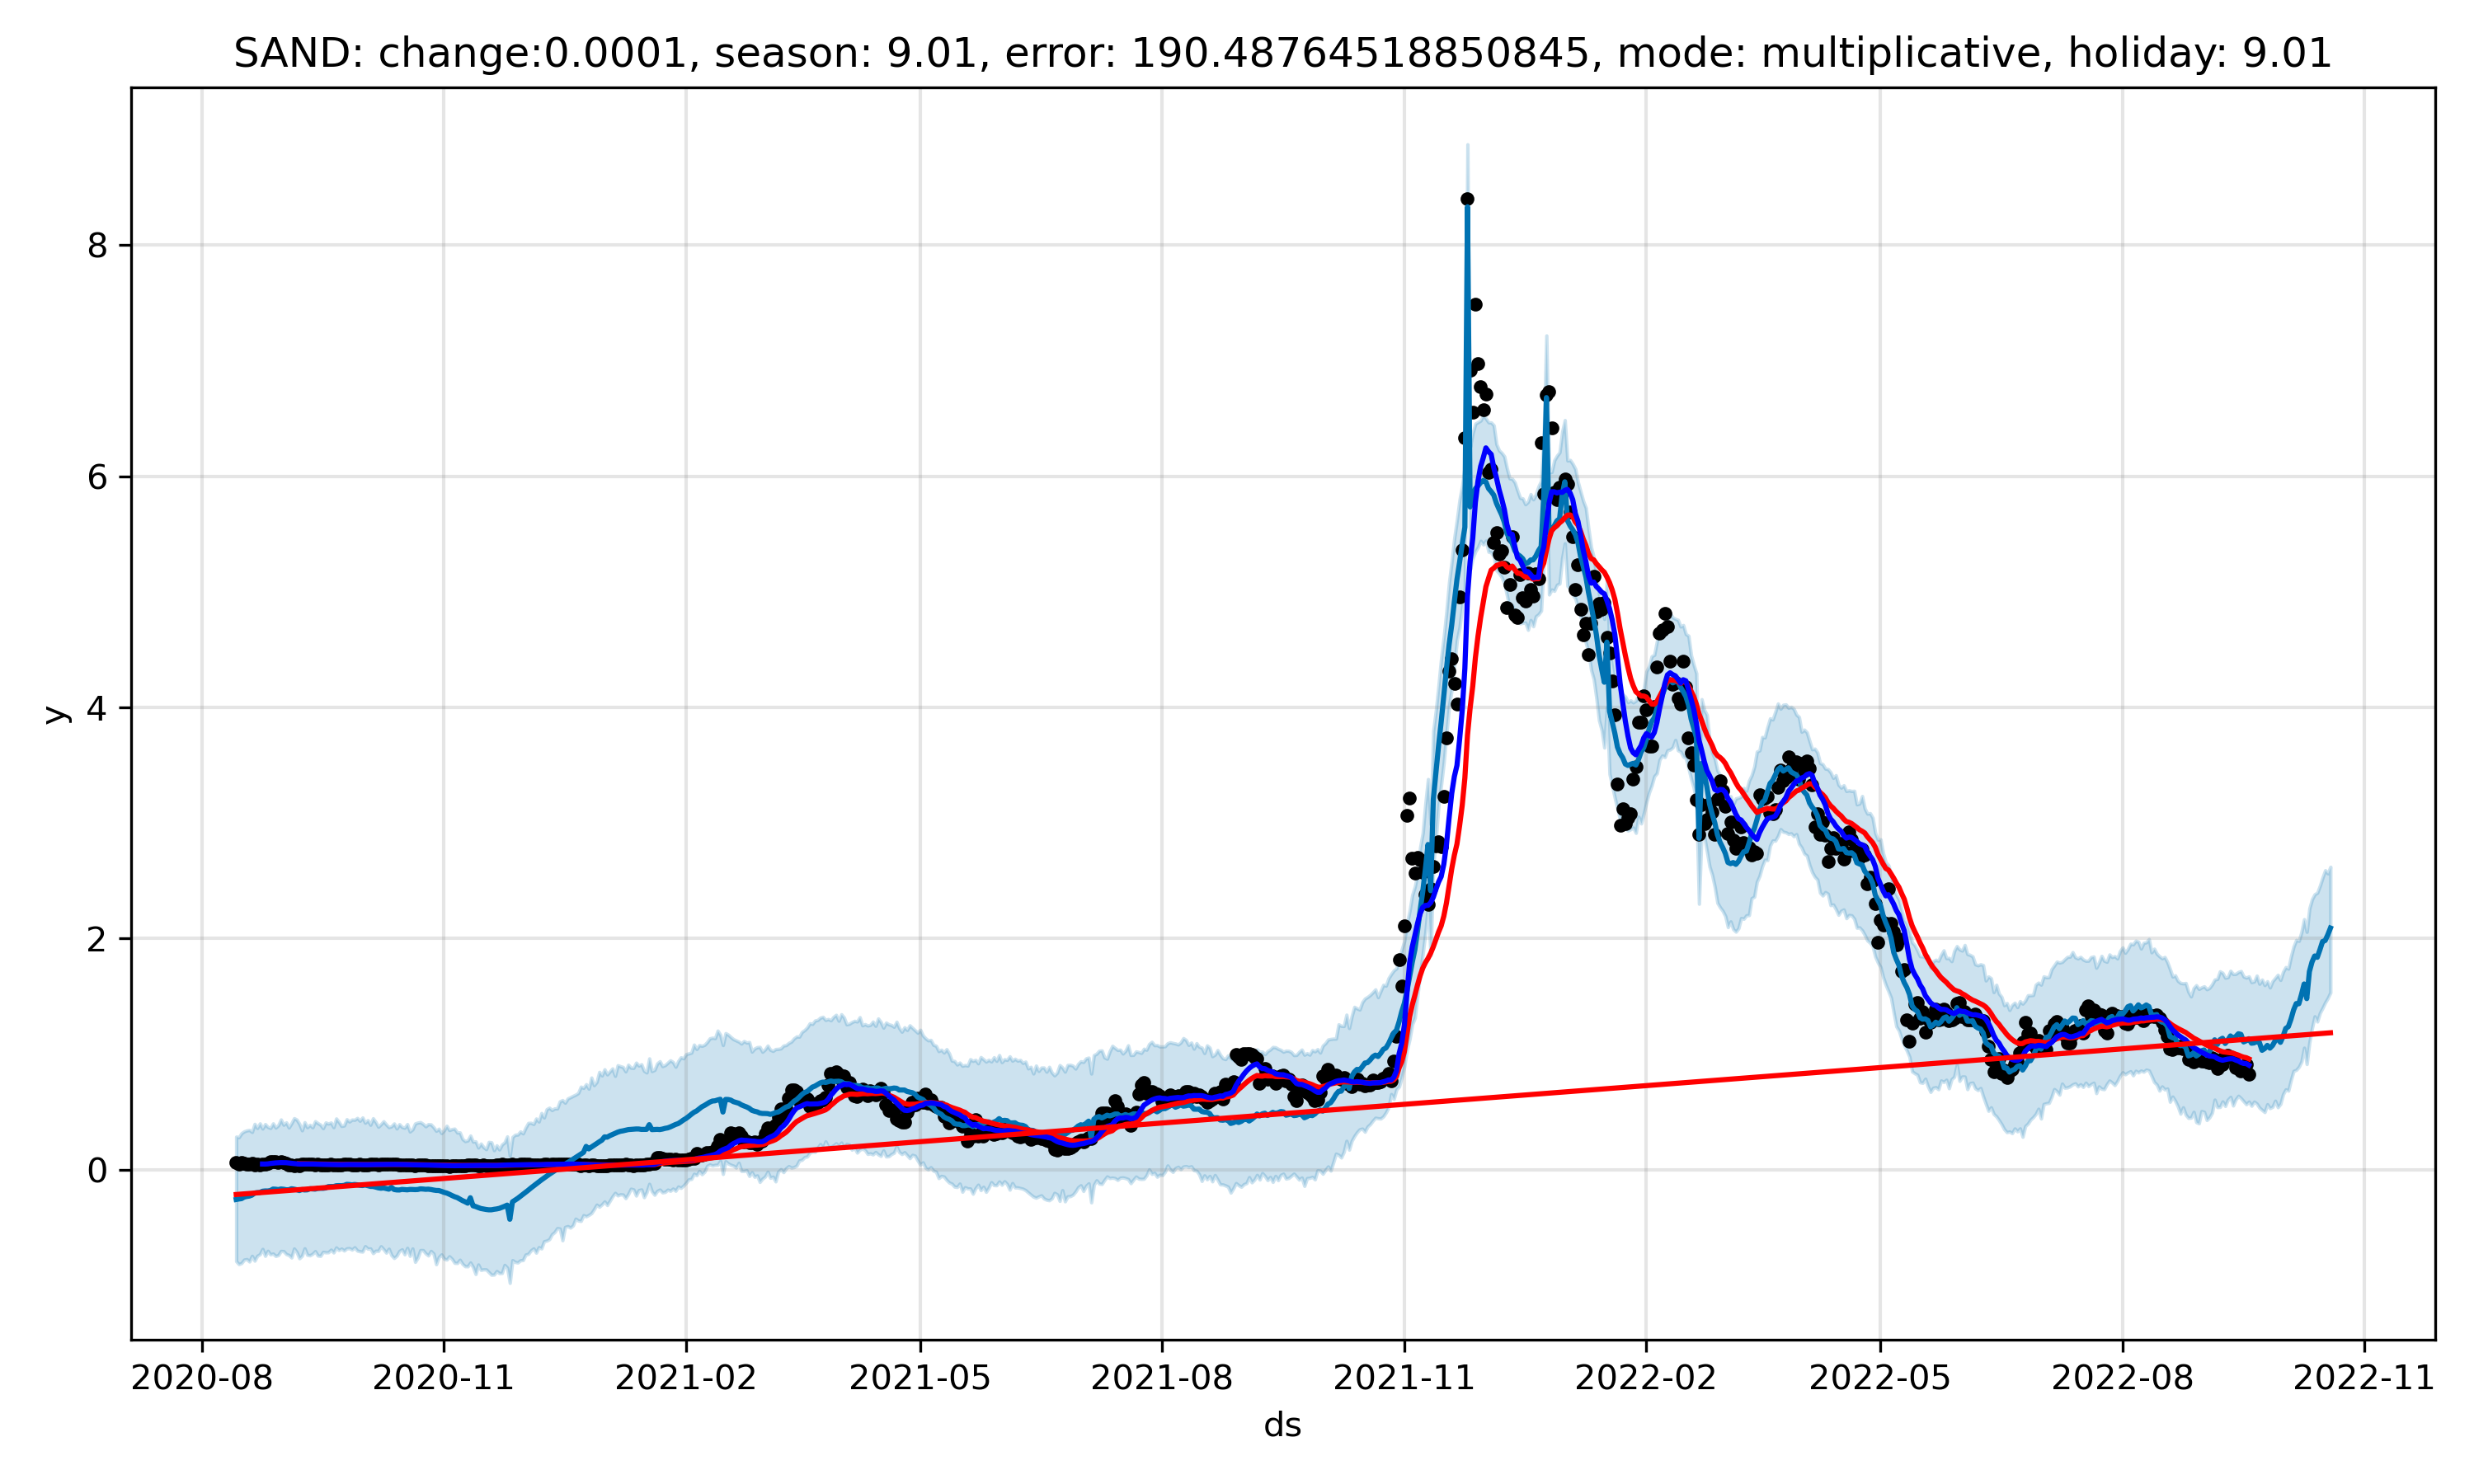 SAND: change:0.0001, season: 9.01, error: 190.48764518850845, mode: multiplicative, holiday: 9.01
8
6
4
2
0
y
2020-08 2020-11 2021-02 2021-05 2021-08 2021-11 2022-02 2022-05 2022-08 2022-11
ds